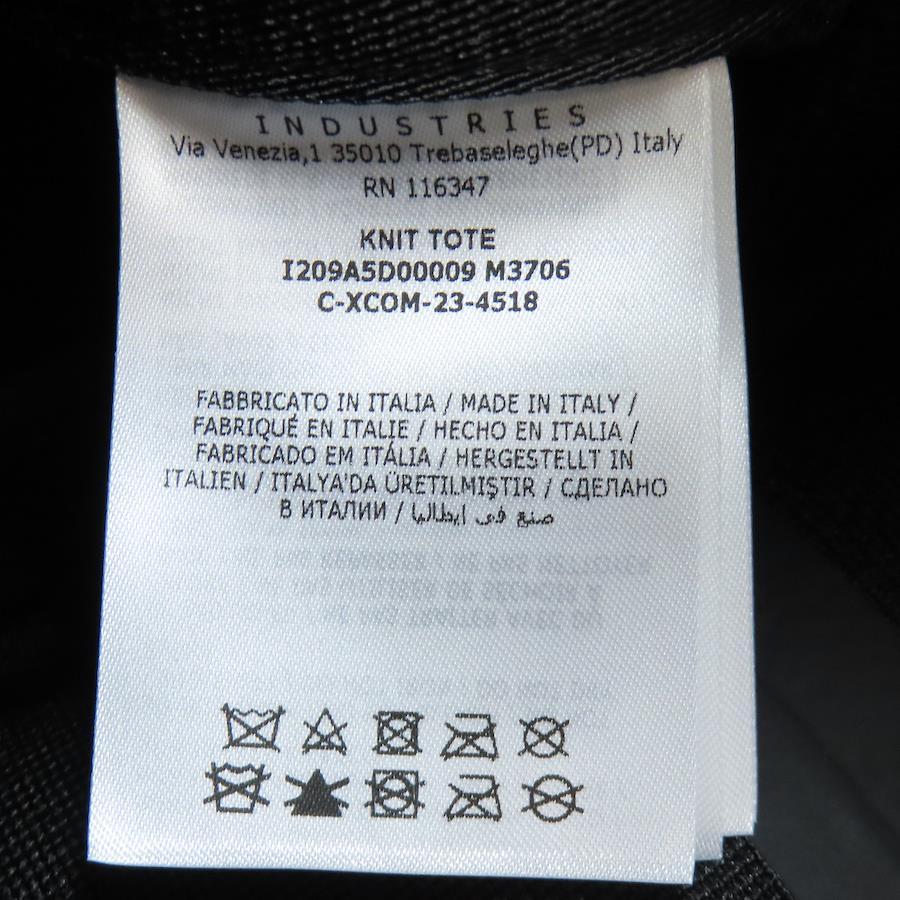 INDUSTRIES
Via Venezia,1 35010 Trebaseleghe(PD) Italy
RN 116347
KNIT TOTE
I209A5D00009 M3706
C-XCOM-23-4518
FABBRICATO IN ITALIA / MADE IN ITALY /
FABRIQUÉ EN ITALIE / HECHO EN ITALIA /
FABRICADO EM ITÁLIA / HERGESTELLT IN
ITALIEN / ITALYA'DA ÜRETILMIŞTIR / СДЕЛАНО
В ИТАЛИИ / صنع في ايطاليا